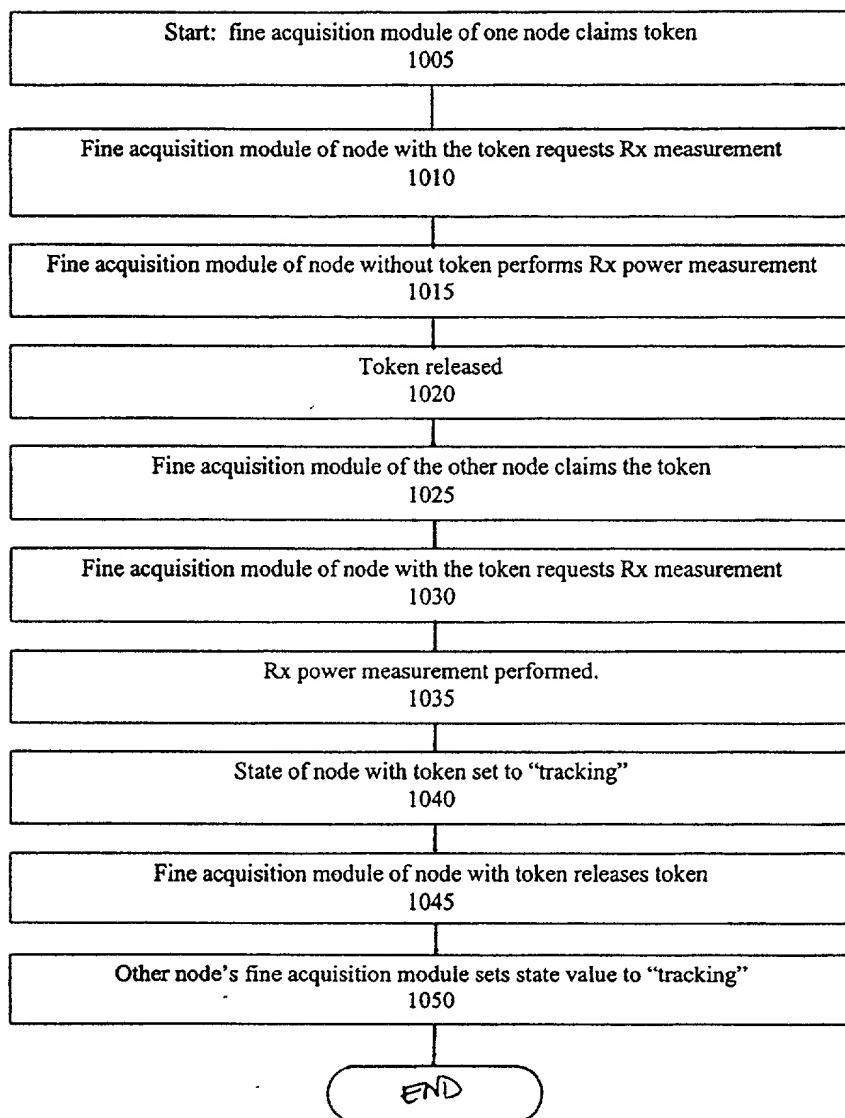 Start: fine acquisition module of one node claims token
1005
Fine acquisition module of node with the token requests Rx measurement
1010
Fine acquisition module of node without token performs Rx power measurement
1015
Token released
1020
Fine acquisition module of the other node claims the token
1025
Fine acquisition module of node with the token requests Rx measurement
1030
Rx power measurement performed.
1035
State of node with token set to “tracking”
1040
Fine acquisition module of node with token releases token
1045
Other node’s fine acquisition module sets state value to “tracking”
1050
END